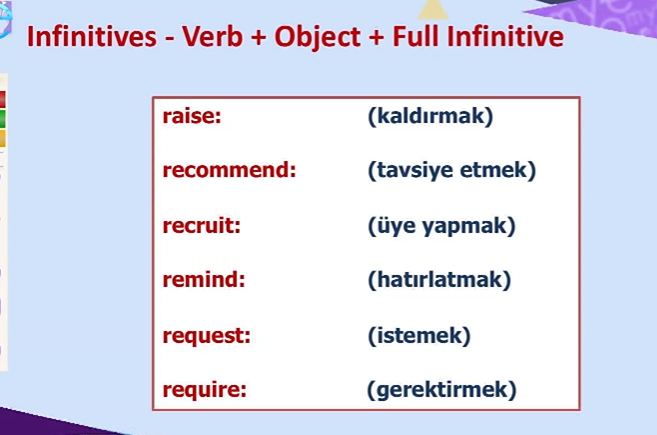 Infinitives - Verb + Object + Full Infinitive
raise: (kaldırmak)
recommend: (tavsiye etmek)
recruit: (üye yapmak)
remind: (hatırlatmak)
request: (istemek)
require: (gerektirmek)